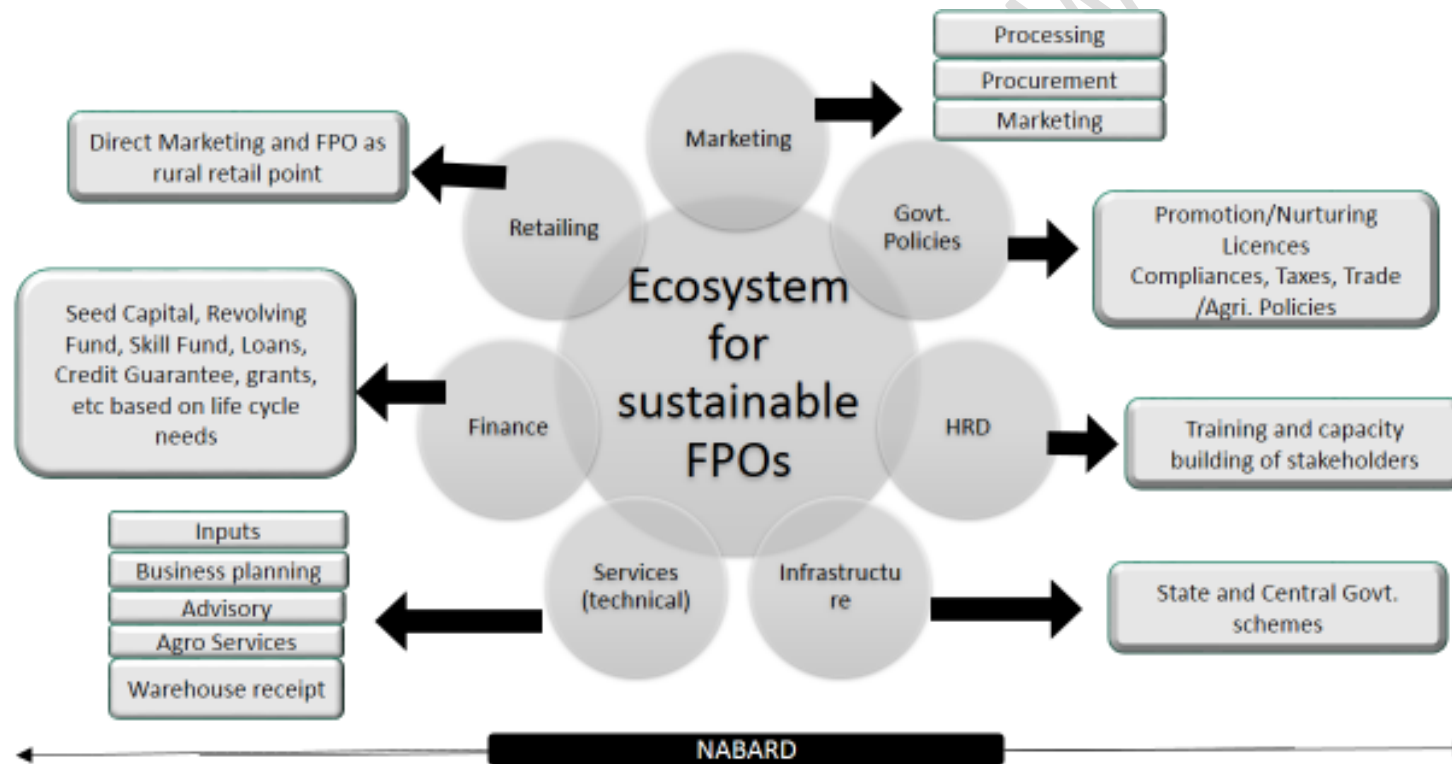 Processing
Procurement
Marketing
Marketing
Direct Marketing and FPO as
rural retail point
Retailing
Govt.
Policies
Promotion/Nurturing
Licences
Compliances, Taxes, Trade
/Agri. Policies
Ecosystem
for
sustainable
FPOs
Seed Capital, Revolving
Fund, Skill Fund, Loans,
Credit Guarantee, grants,
etc based on life cycle
needs
Finance
HRD
Training and capacity
building of stakeholders
Inputs
Business planning
Advisory
Agro Services
Warehouse receipt
Services
(technical)
Infrastructu
re
State and Central Govt.
schemes
NABARD